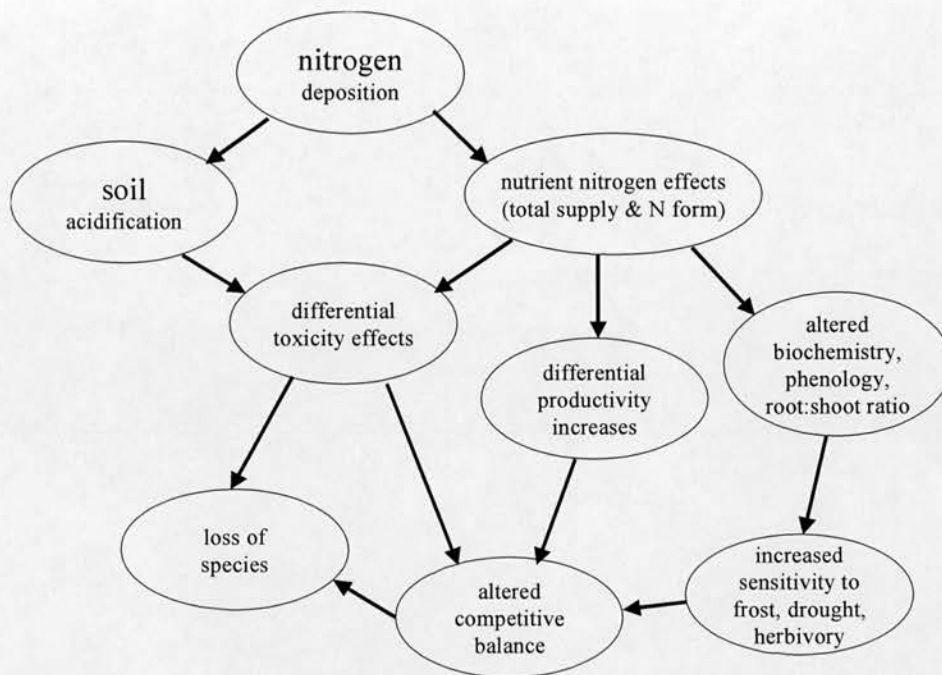 nitrogen
deposition
soil
acidification
nutrient nitrogen effects
(total supply & N form)
differential
toxicity effects
differential
productivity
increases
altered
biochemistry,
phenology,
root:shoot ratio
loss of
species
altered
competitive
balance
increased
sensitivity to
frost, drought,
herbivory